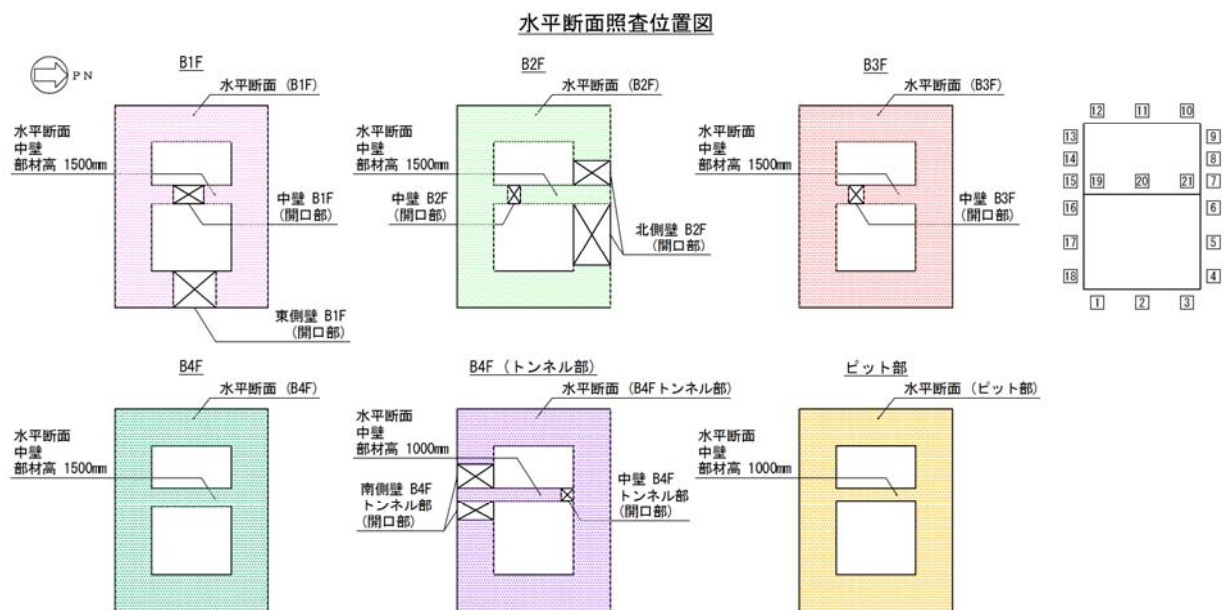 水平断面照査位置図
PN
B1F
水平断面 (B1F)
水平断面
中壁
部材高 1500mm
中壁 B1F
(開口部)
東側壁 B1F
(開口部)
B2F
水平断面 (B2F)
水平断面
中壁
部材高 1500mm
中壁 B2F
(開口部)
北側壁 B2F
(開口部)
B3F
水平断面 (B3F)
水平断面
中壁
部材高 1500mm
中壁 B3F
(開口部)
12 11 10
13 9
14 8
15 19 20 21 7
16 6
17 5
18 4
1 2 3
B4F
水平断面 (B4F)
水平断面
中壁
部材高 1500mm
B4F (トンネル部)
水平断面 (B4Fトンネル部)
水平断面
中壁
部材高 1000mm
南側壁 B4F
トンネル部
(開口部)
中壁 B4F
トンネル部
(開口部)
ピット部
水平断面 (ピット部)
水平断面
中壁
部材高 1000mm